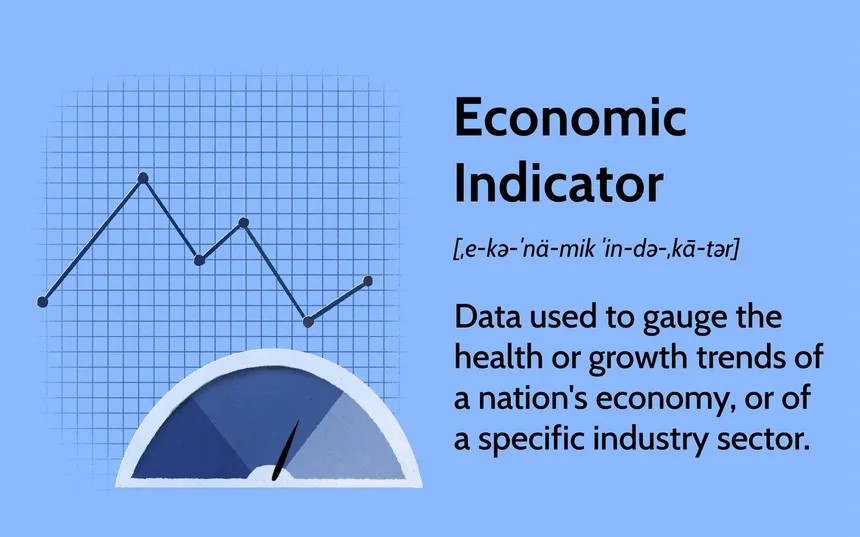 Economic
Indicator
[ˌe-kə-ˈnä-mik ˈin-də-ˌkā-tər]
Data used to gauge the
health or growth trends of
a nation's economy, or of
a specific industry sector.